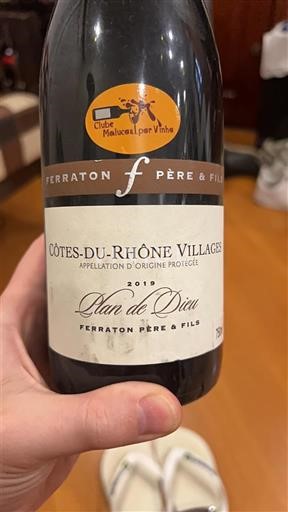 Clube
Malucos por Vinho
FERRATON f PÈRE & FILS
CÔTES-DU-RHÔNE VILLAGES
APPELLATION D'ORIGINE PROTÉGÉE
2019
Plan de Dieu
FERRATON PÈRE & FILS